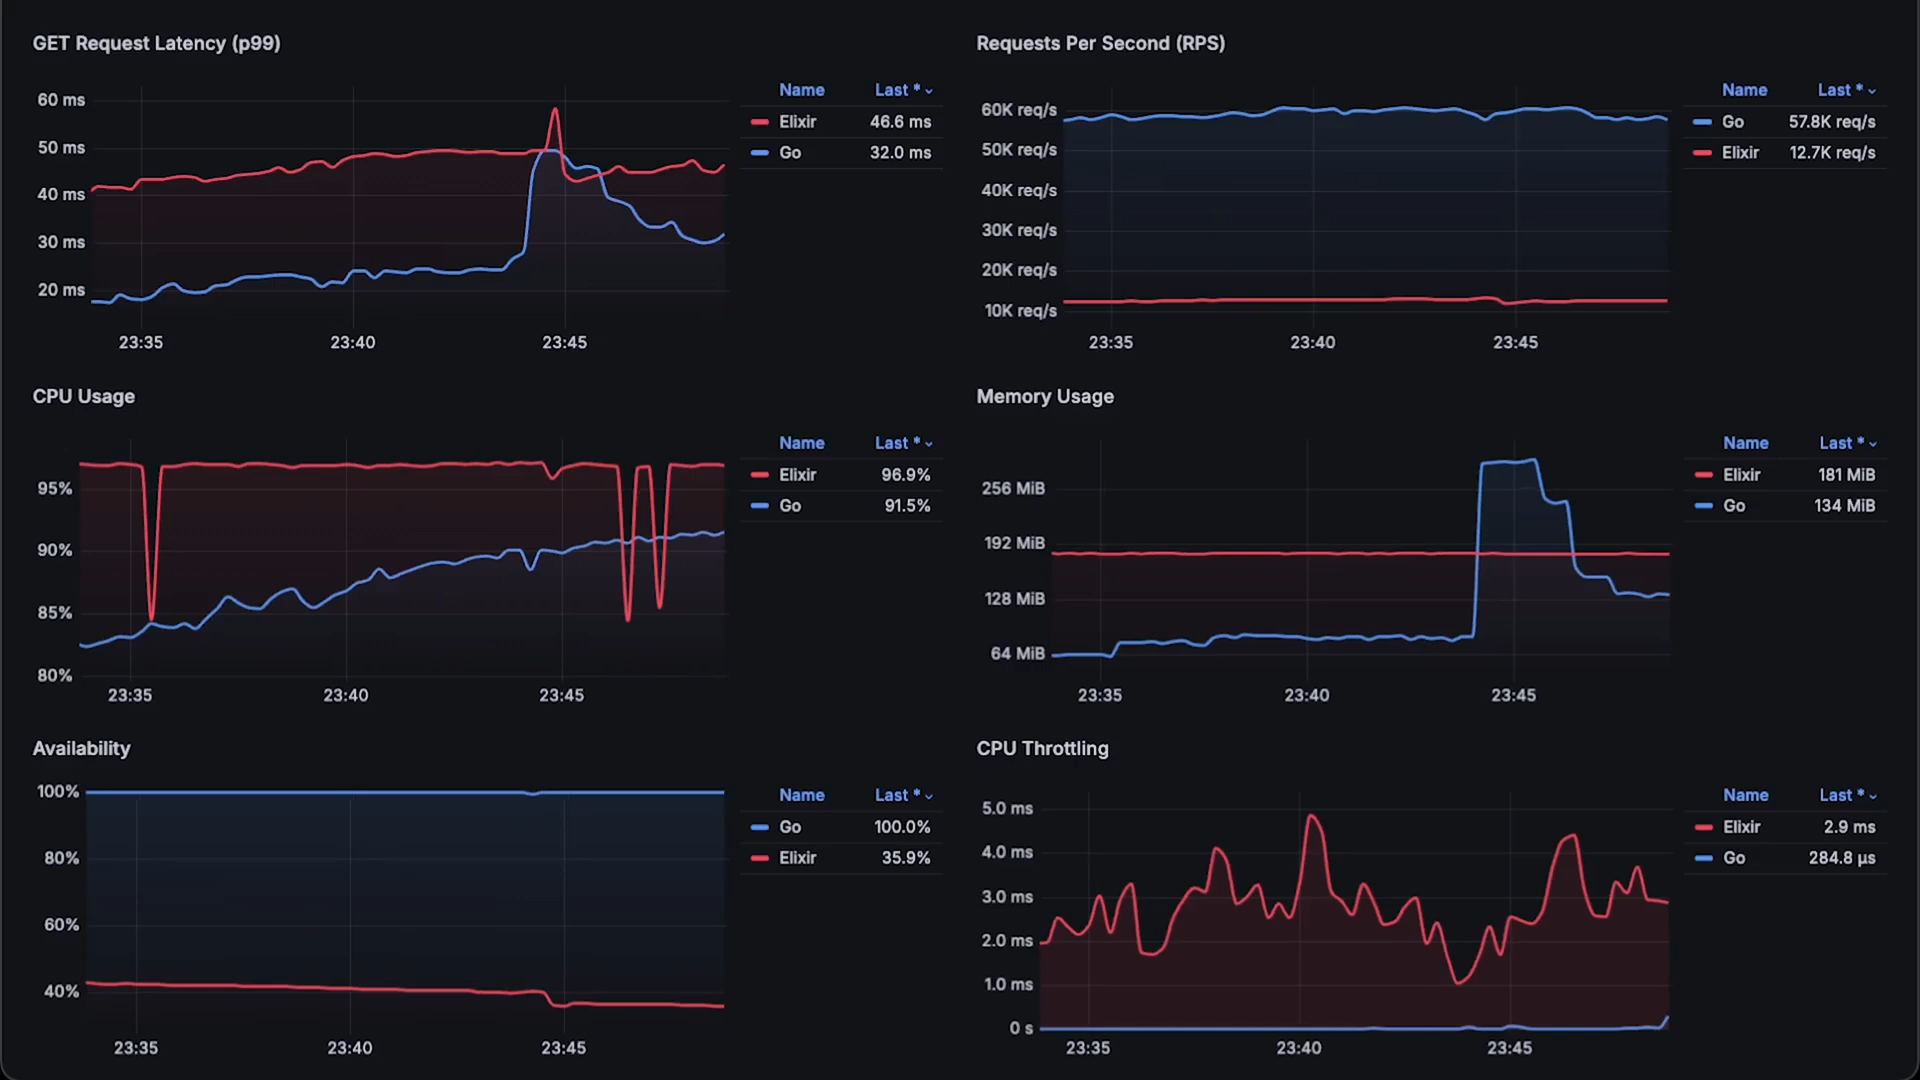 GET Request Latency (p99)
Name Last *
60 ms
50 ms
40 ms
30 ms
20 ms
Elixir 46.6 ms
Go 32.0 ms
23:35 23:40 23:45
Requests Per Second (RPS)
Name Last *
60K req/s
50K req/s
40K req/s
30K req/s
20K req/s
10K req/s
Go 57.8K req/s
Elixir 12.7K req/s
23:35 23:40 23:45
CPU Usage
Name Last *
95%
90%
85%
80%
Elixir 96.9%
Go 91.5%
23:35 23:40 23:45
Memory Usage
Name Last *
256 MiB
192 MiB
128 MiB
64 MiB
Elixir 181 MiB
Go 134 MiB
23:35 23:40 23:45
Availability
Name Last *
100%
80%
60%
40%
Go 100.0%
Elixir 35.9%
23:35 23:40 23:45
CPU Throttling
Name Last *
5.0 ms
4.0 ms
3.0 ms
2.0 ms
1.0 ms
0 s
Elixir 2.9 ms
Go 284.8 µs
23:35 23:40 23:45